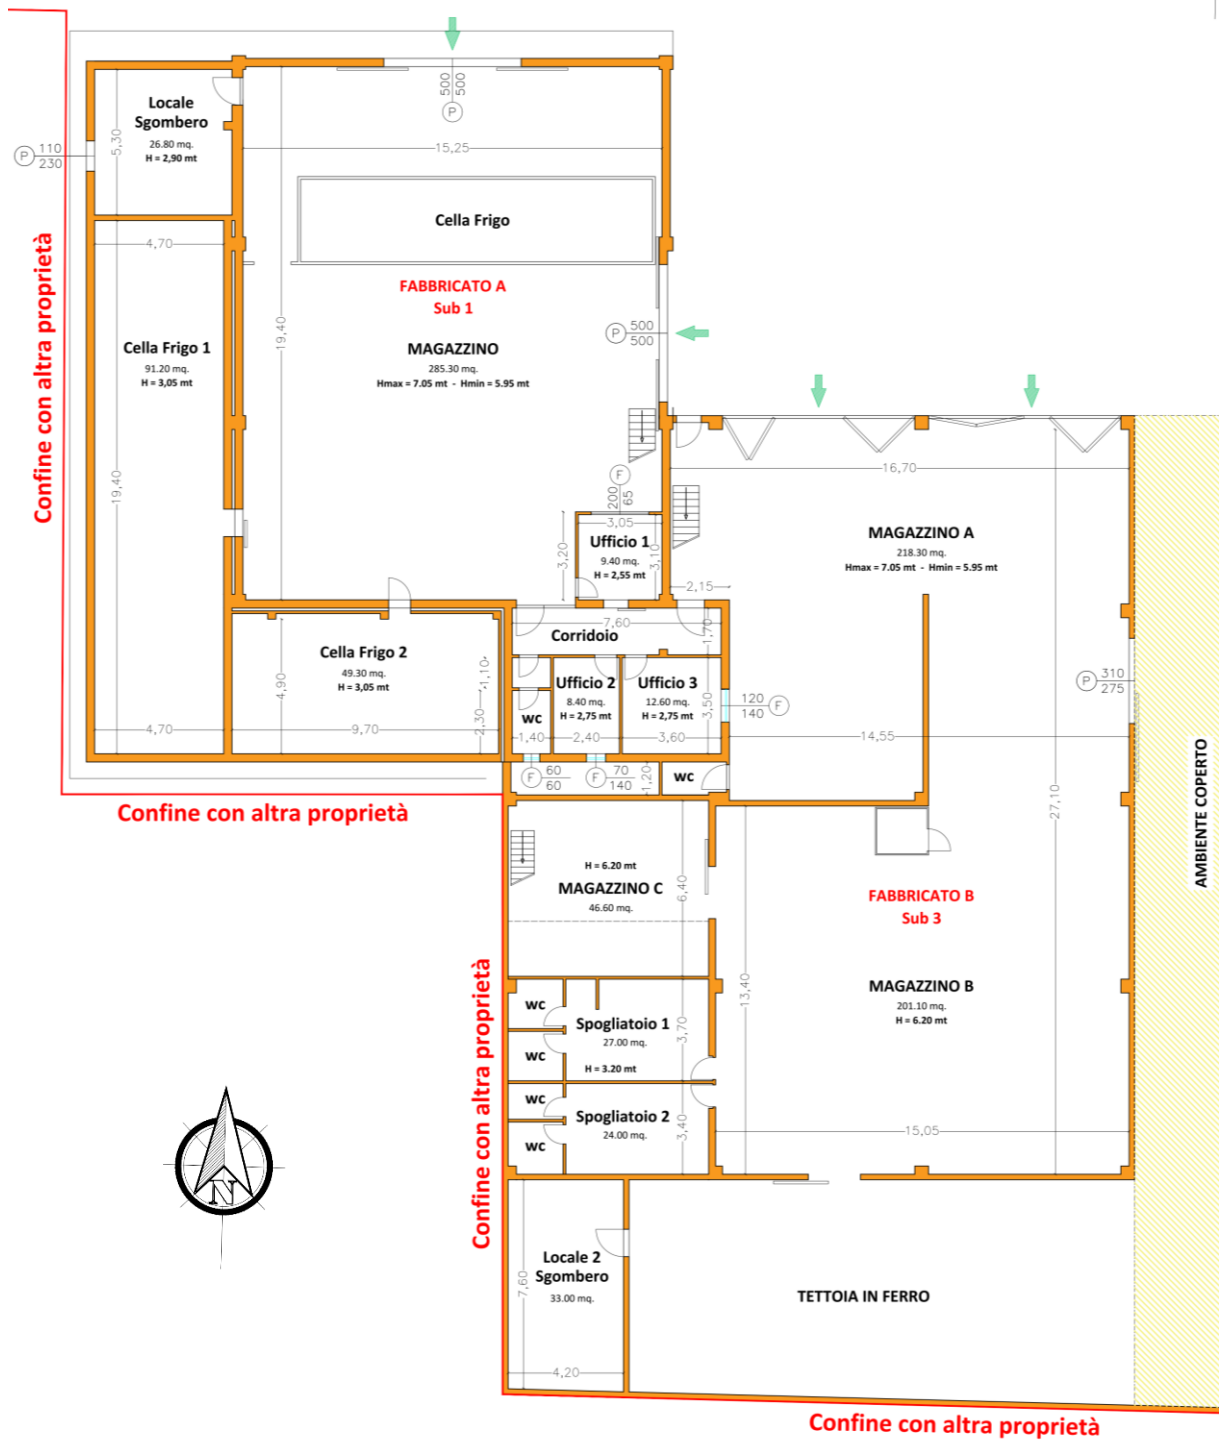 500
500
P
Locale
Sgombero
26.80 mq.
H = 2,90 mt
5,30
P
110
230
15,25
Cella Frigo
4,70
FABBRICATO A
Sub 1
19,40
P
500
500
MAGAZZINO
285.30 mq.
Hmax = 7.05 mt - Hmin = 5.95 mt
Cella Frigo 1
91.20 mq.
H = 3,05 mt
Confine con altra proprietà
19,40
F
200
65
16,70
3,05
Ufficio 1
9.40 mq.
H = 2,55 mt
3,20
3,10
MAGAZZINO A
218.30 mq.
Hmax = 7.05 mt - Hmin = 5.95 mt
2,15
7,60
Corridoio
1,70
Cella Frigo 2
49.30 mq.
H = 3,05 mt
4,90
1,10
2,30
Ufficio 2
8.40 mq.
H = 2,75 mt
Ufficio 3
12.60 mq.
H = 2,75 mt
3,50
120
140
F
P
310
275
wc
4,70
9,70
1,40
2,40
3,60
14,55
F
60
60
F
70
140
1,20
wc
27,10
AMBIENTE COPERTO
Confine con altra proprietà
H = 6.20 mt
MAGAZZINO C
46.60 mq.
6,40
FABBRICATO B
Sub 3
MAGAZZINO B
201.10 mq.
H = 6.20 mt
13,40
Confine con altra proprietà
wc
Spogliatoio 1
27.00 mq.
H = 3.20 mt
3,70
wc
wc
Spogliatoio 2
24.00 mq.
3,40
wc
15,05
N
Locale 2
Sgombero
33.00 mq.
7,60
4,20
TETTOIA IN FERRO
Confine con altra proprietà